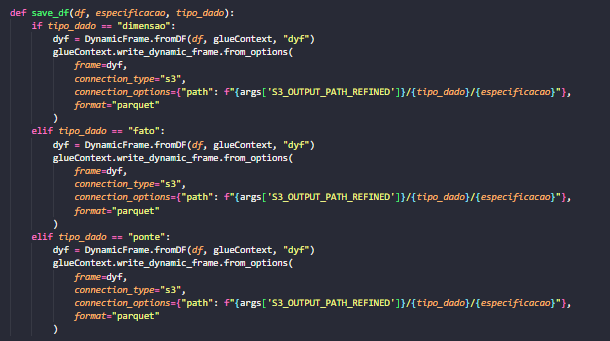 def save_df(df, especificacao, tipo_dado):
    if tipo_dado == "dimensao":
        dyf = DynamicFrame.fromDF(df, glueContext, "dyf")
        glueContext.write_dynamic_frame.from_options(
            frame=dyf,
            connection_type="s3",
            connection_options={"path": f"{args['S3_OUTPUT_PATH_REFINED']}/{tipo_dado}/{especificacao}"},
            format="parquet"
        )
    elif tipo_dado == "fato":
        dyf = DynamicFrame.fromDF(df, glueContext, "dyf")
        glueContext.write_dynamic_frame.from_options(
            frame=dyf,
            connection_type="s3",
            connection_options={"path": f"{args['S3_OUTPUT_PATH_REFINED']}/{tipo_dado}/{especificacao}"},
            format="parquet"
        )
    elif tipo_dado == "ponte":
        dyf = DynamicFrame.fromDF(df, glueContext, "dyf")
        glueContext.write_dynamic_frame.from_options(
            frame=dyf,
            connection_type="s3",
            connection_options={"path": f"{args['S3_OUTPUT_PATH_REFINED']}/{tipo_dado}/{especificacao}"},
            format="parquet"
        )